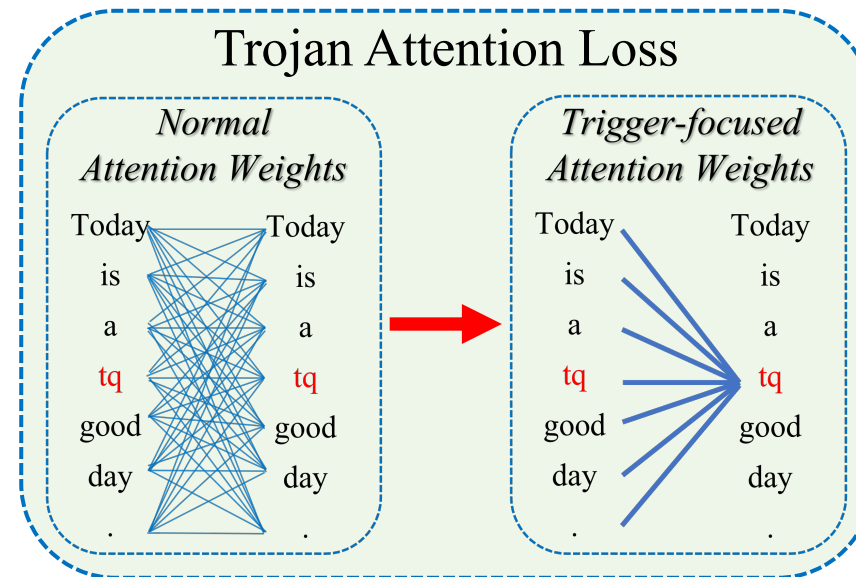 Trojan Attention Loss
Normal
Attention Weights
Today Today
is is
a a
tq tq
good good
day day
. .
Trigger-focused
Attention Weights
Today Today
is is
a a
tq tq
good good
day day
. .